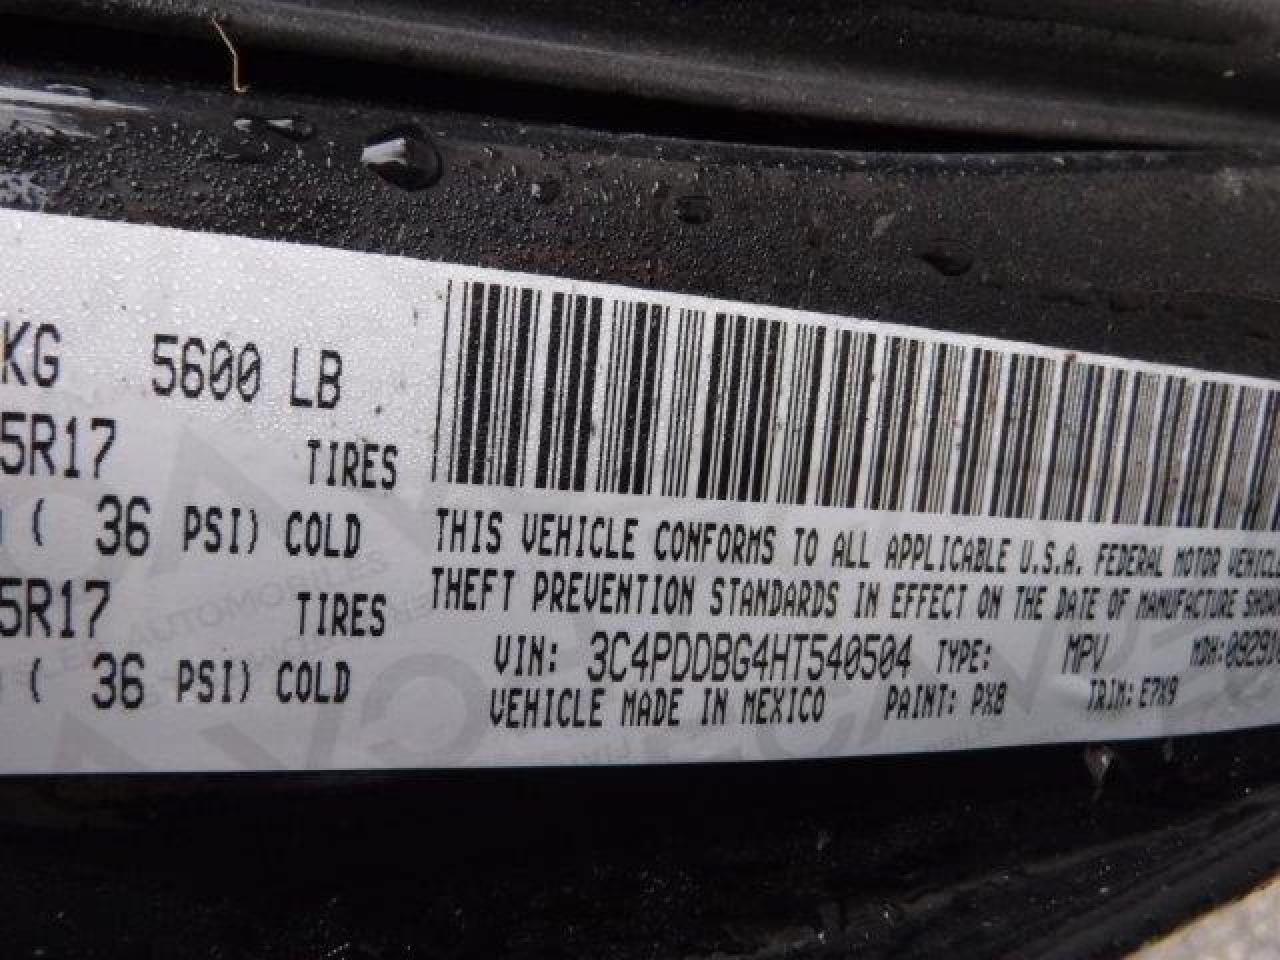 KG 5600 LB
5R17 TIRES
( 36 PSI) COLD
5R17 TIRES
( 36 PSI) COLD
THIS VEHICLE CONFORMS TO ALL APPLICABLE U.S.A. FEDERAL MOTOR VEHICLE
THEFT PREVENTION STANDARDS IN EFFECT ON THE DATE OF MANUFACTURE
VIN: 3C4PDDBG4HT540504 TYPE: MPV MDH:
VEHICLE MADE IN MEXICO PAINT: PX8 TRIM: E7X9